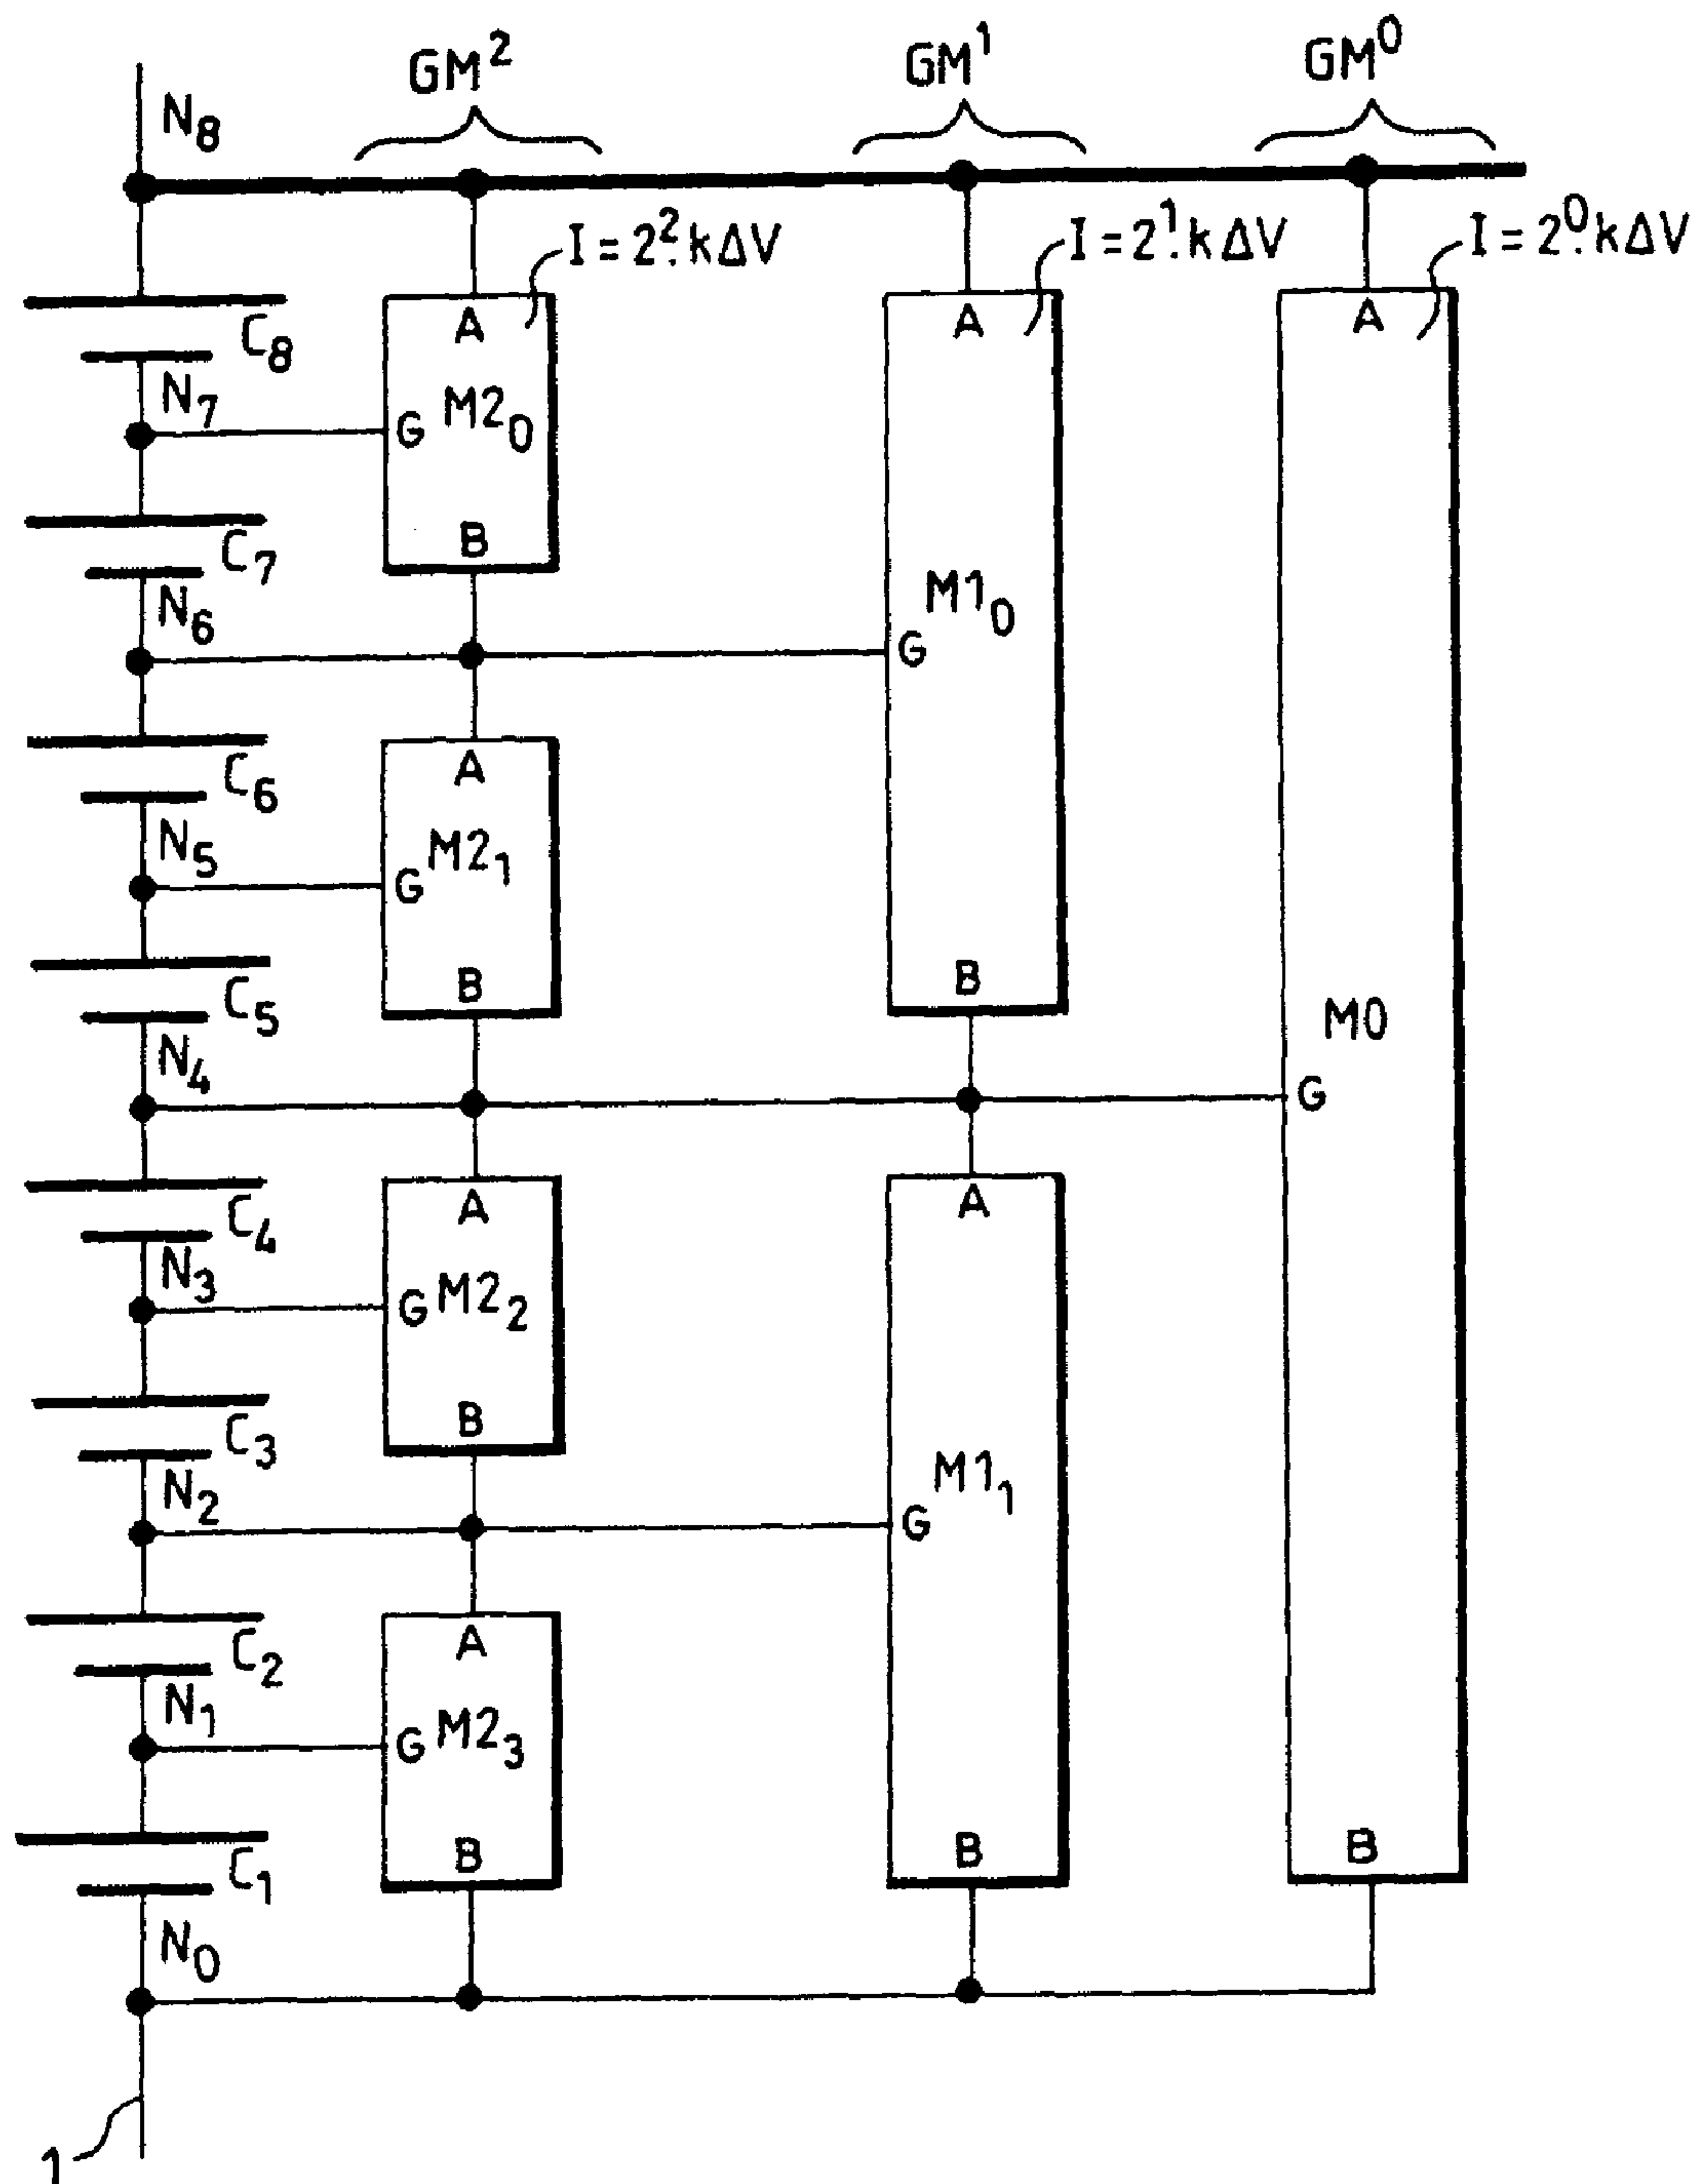 GM² GM¹ GM⁰
N₈
I = 2².kΔV I = 2¹.kΔV I = 2⁰.kΔV
A A A
C₈
N₇ M2₀
G
B
C₇
N₆ M1₀
G
A
C₆
N₅ M2₁
G
B B
C₅ M0
N₄
G
A A
C₄
N₃ M2₂
G
B
C₃ M1₁
N₂
G
A
C₂
N₁ M2₃
G
B B B
C₁
N₀
1